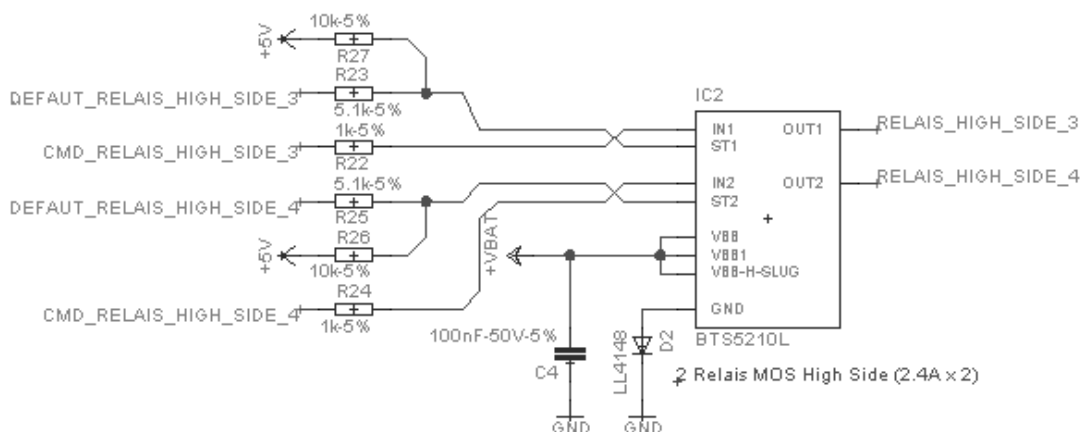 10k-5%
+5V
R27
R23
DEFAUT_RELAIS_HIGH_SIDE_3
5.1k-5%
1k-5%
CMD_RELAIS_HIGH_SIDE_3
R22
5.1k-5%
DEFAUT_RELAIS_HIGH_SIDE_4
R25
R26
+5V
10k-5%
R24
CMD_RELAIS_HIGH_SIDE_4
1k-5%
+VBAT
100nF-50V-5%
C4
GND
LL4148
D2
GND
IC2
IN1
OUT1
ST1
IN2
OUT2
ST2
VBB
VBB1
VBB-H-SLUG
GND
BTS5210L
RELAIS_HIGH_SIDE_3
RELAIS_HIGH_SIDE_4
2 Relais MOS High Side (2.4A x 2)